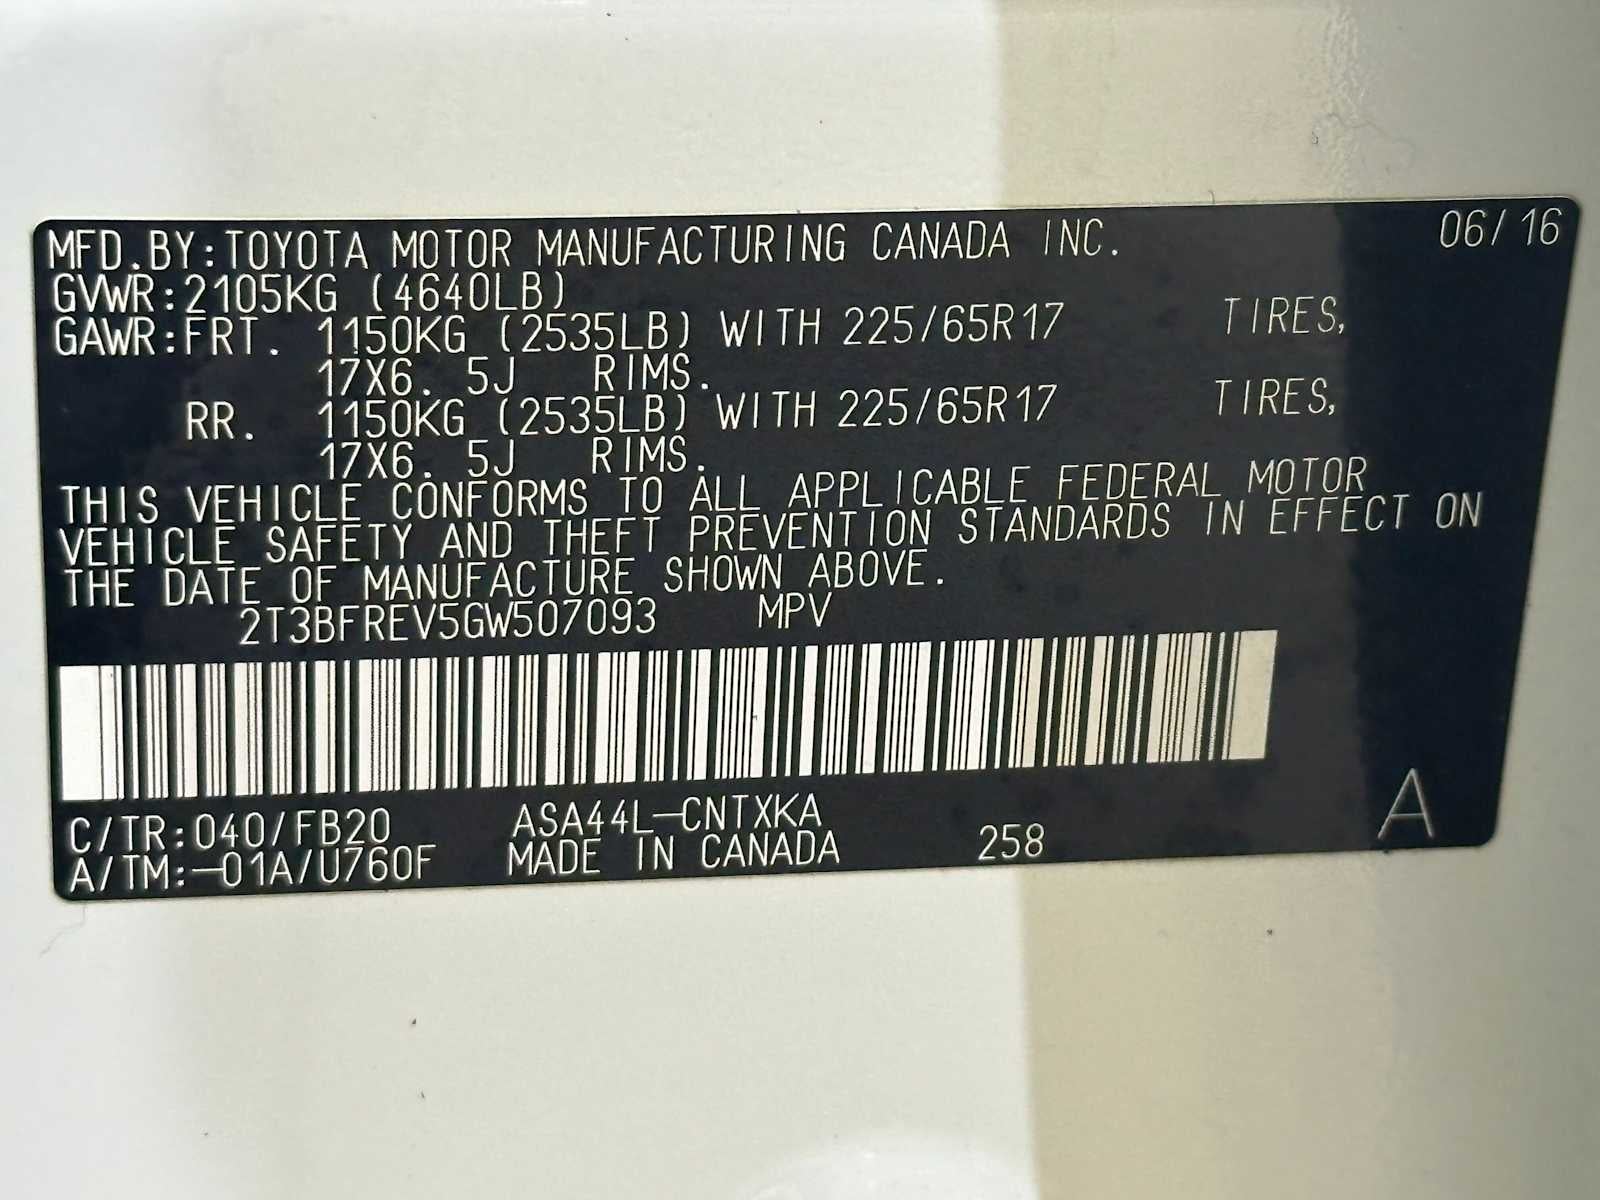 MFD.BY:TOYOTA MOTOR MANUFACTURING CANADA INC. 06/16
GVWR:2105KG (4640LB)
GAWR:FRT. 1150KG (2535LB) WITH 225/65R17 TIRES,
17X6.5J RIMS.
RR. 1150KG (2535LB) WITH 225/65R17 TIRES,
17X6.5J RIMS.
THIS VEHICLE CONFORMS TO ALL APPLICABLE FEDERAL MOTOR
VEHICLE SAFETY AND THEFT PREVENTION STANDARDS IN EFFECT ON
THE DATE OF MANUFACTURE SHOWN ABOVE.
2T3BFREV5GW507093 MPV
C/TR:040/FB20 ASA44L-CNTXKA
A/TM:-01A/U760F MADE IN CANADA 258 A